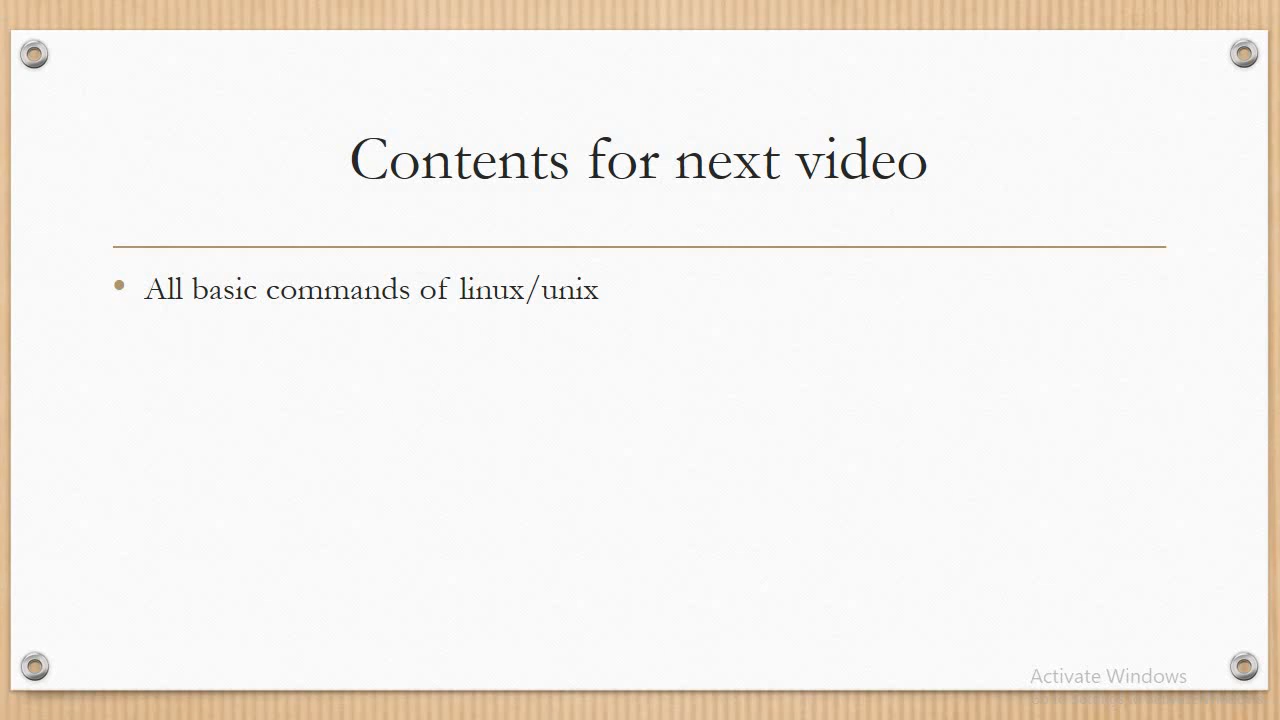 Contents for next video
• All basic commands of linux/unix
Activate Windows